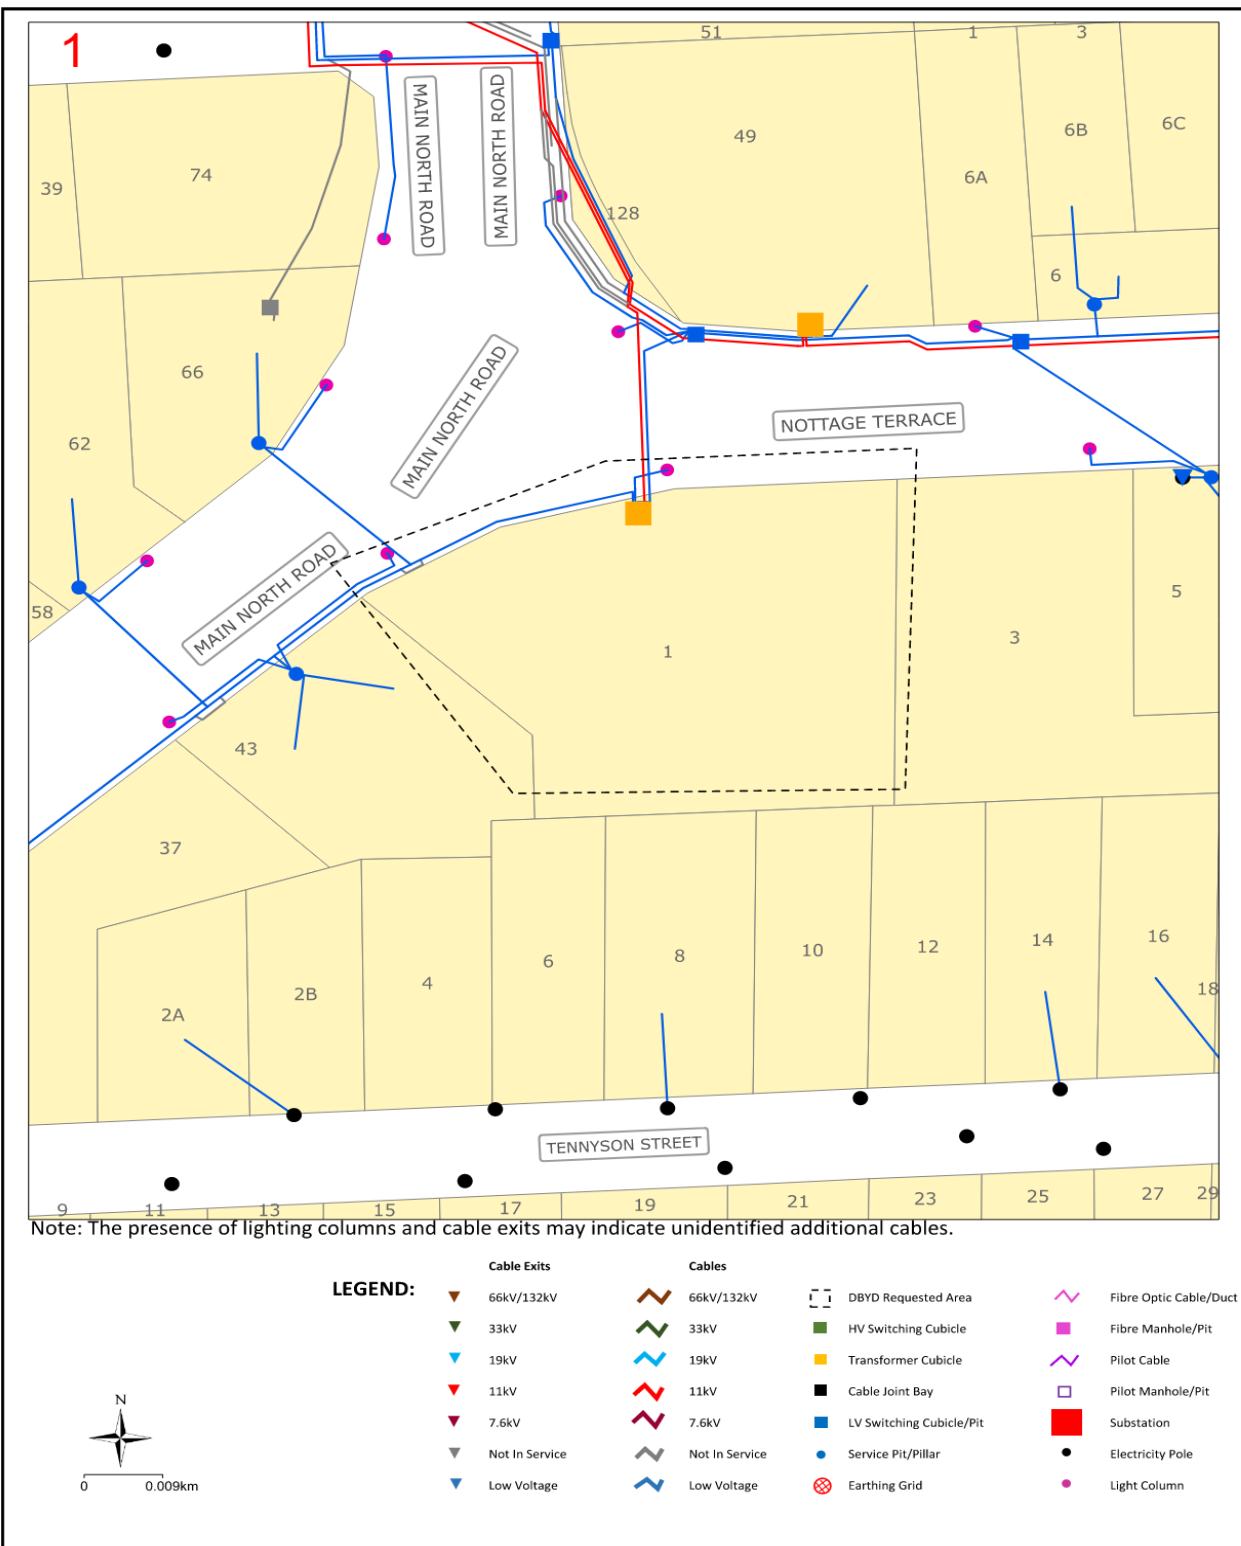 1
51
1
3
MAIN NORTH ROAD
MAIN NORTH ROAD
49
6B
6C
39
74
6A
128
6
66
MAIN NORTH ROAD
62
NOTTAGE TERRACE
MAIN NORTH ROAD
58
5
1
3
43
37
6
8
10
12
14
16
2A
2B
4
18
TENNYSON STREET
9
11
13
15
17
19
21
23
25
27
29
Note: The presence of lighting columns and cable exits may indicate unidentified additional cables.
LEGEND:
Cable Exits
66kV/132kV
33kV
19kV
11kV
7.6kV
Not In Service
Low Voltage
Cables
66kV/132kV
33kV
19kV
11kV
7.6kV
Not In Service
Low Voltage
DBYD Requested Area
HV Switching Cubicle
Transformer Cubicle
Cable Joint Bay
LV Switching Cubicle/Pit
Service Pit/Pillar
Earthing Grid
Fibre Optic Cable/Duct
Fibre Manhole/Pit
Pilot Cable
Pilot Manhole/Pit
Substation
Electricity Pole
Light Column
N
0 0.009km